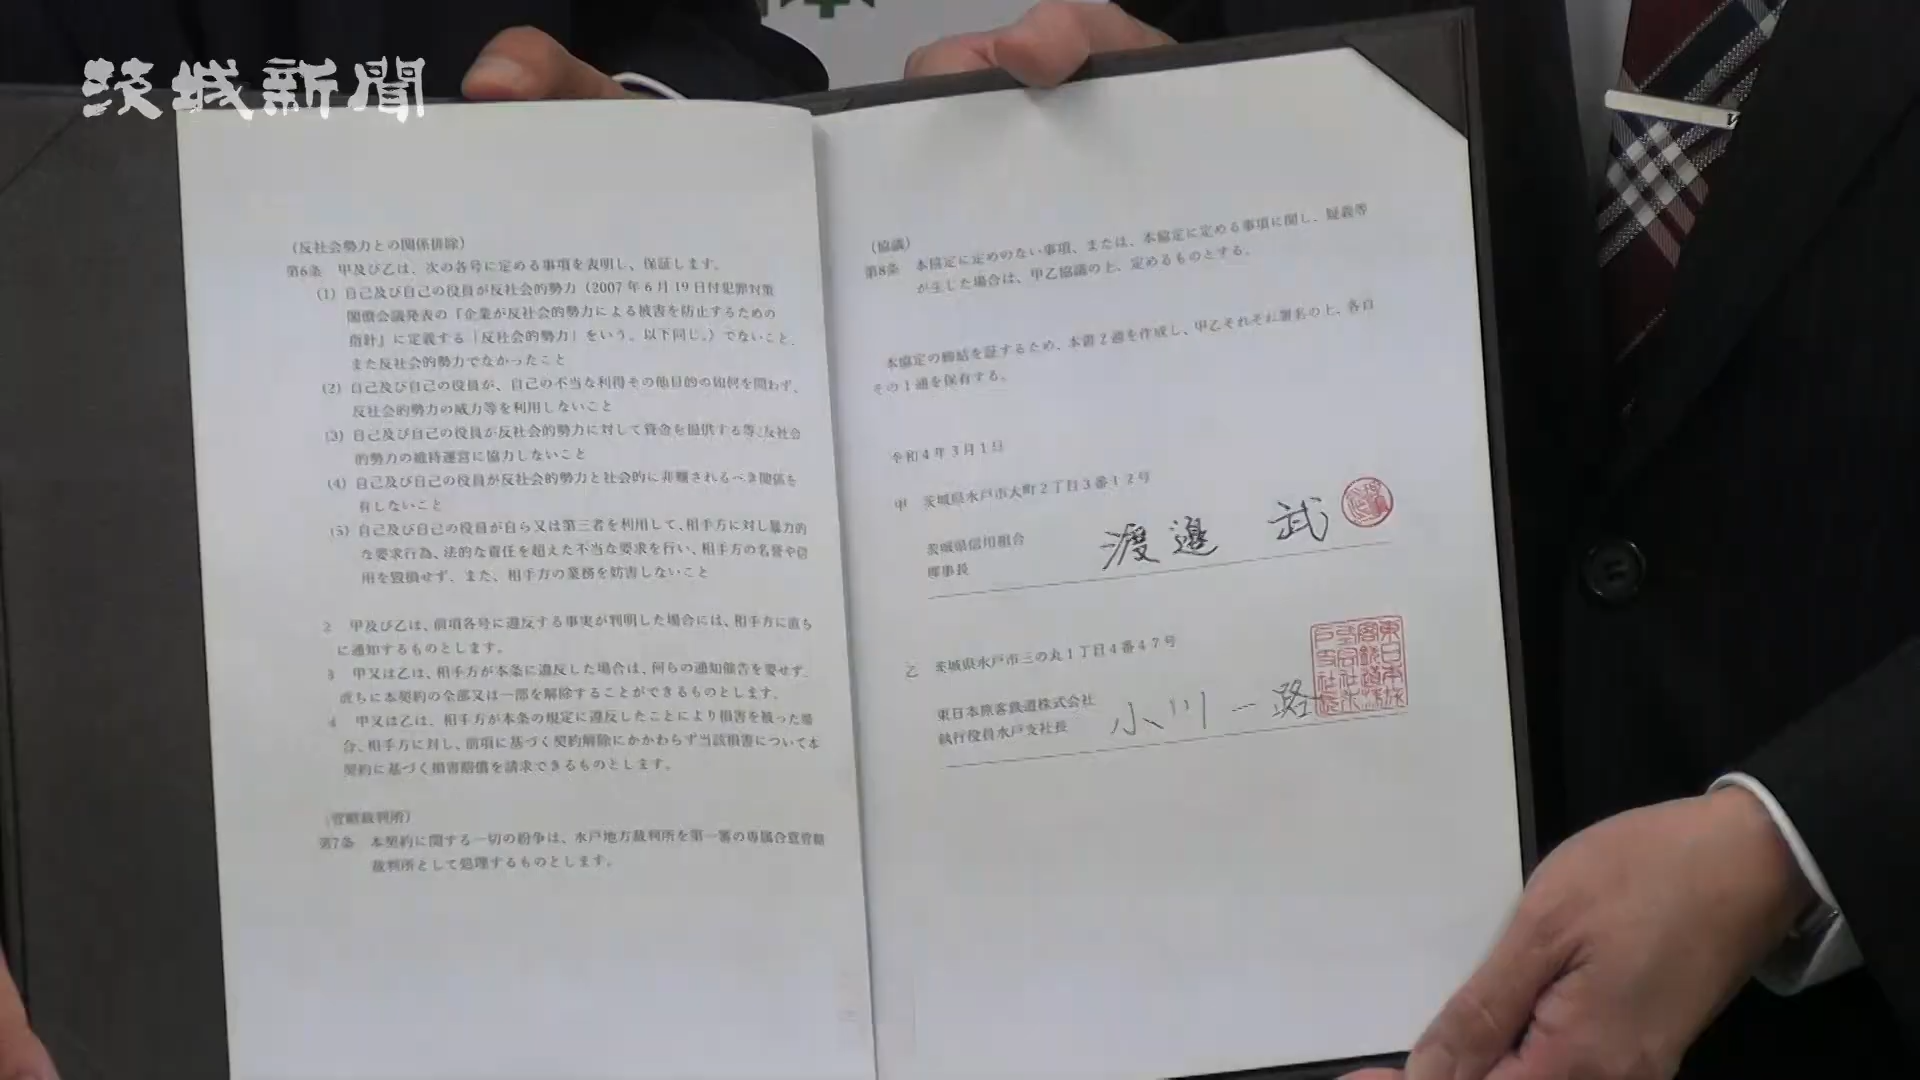 茨城新聞
（反社会勢力との関係排除）
第6条　甲及び乙は、次の各号に定める事項を表明し、保証します。
(1) 自己及び自己の役員が反社会的勢力（2007年6月19日付犯罪対策
閣僚会議発表の『企業が反社会的勢力による被害を防止するための
指針』に定義する「反社会的勢力」をいう。以下同じ。）でないこと、
また反社会的勢力でなかったこと
(2) 自己及び自己の役員が、自己の不当な利得その他目的の如何を問わず、
反社会的勢力の威力等を利用しないこと
(3) 自己及び自己の役員が反社会的勢力に対して資金を提供する等、反社会
的勢力の維持運営に協力しないこと
(4) 自己及び自己の役員が反社会的勢力と社会的に非難されるべき関係を
有しないこと
(5) 自己及び自己の役員が自ら又は第三者を利用して、相手方に対し暴力的
な要求行為、法的な責任を超えた不当な要求を行い、相手方の名誉や信
用を毀損せず、また、相手方の業務を妨害しないこと
2　甲及び乙は、前項各号に違反する事実が判明した場合には、相手方に直ち
に通知するものとします。
3　甲又は乙は、相手方が本条に違反した場合は、何らの通知催告を要せず、
直ちに本契約の全部又は一部を解除することができるものとします。
4　甲又は乙は、相手方が本条の規定に違反したことにより損害を被った場
合、相手方に対し、前項に基づく契約解除にかかわらず当該損害について本
契約に基づく損害賠償を請求できるものとします。
（管轄裁判所）
第7条　本契約に関する一切の紛争は、水戸地方裁判所を第一審の専属合意管轄
裁判所として処理するものとします。
（協議）
第8条　本協定に定めのない事項、または、本協定に定める事項に関し、疑義等
が生じた場合は、甲乙協議の上、定めるものとする。
本協定の締結を証するため、本書2通を作成し、甲乙それぞれ署名の上、各自
その1通を保有する。
令和4年3月1日
甲　茨城県水戸市大町2丁目3番12号
茨城県信用組合
理事長　渡邉　武
乙　茨城県水戸市三の丸1丁目4番47号
東日本旅客鉄道株式会社
執行役員水戸支社長　小川一路